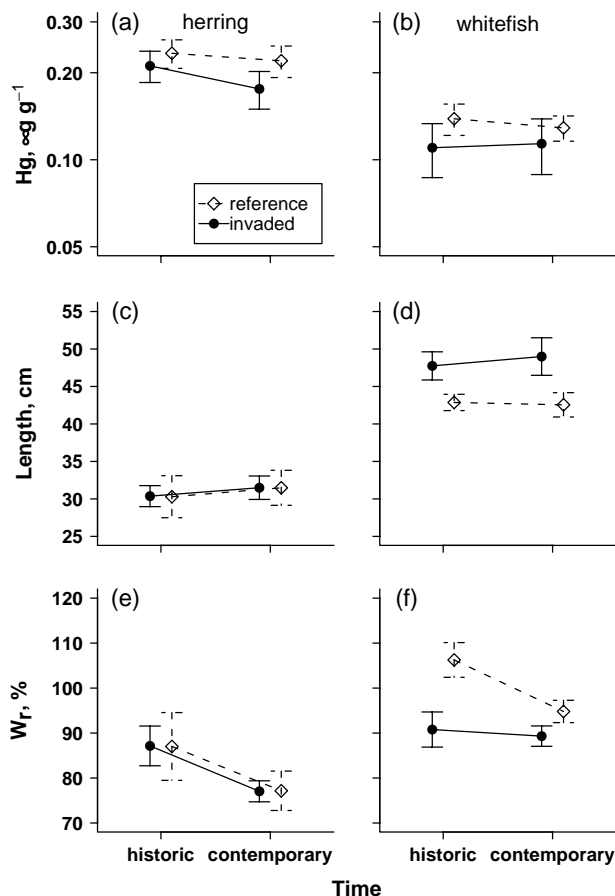 (a) herring
(b) whitefish
0.30
0.20
0.10
0.05
Hg, ∝g g⁻¹
reference
invaded
(c)
(d)
55
50
45
40
35
30
25
Length, cm
(e)
(f)
120
110
100
90
80
70
Wᵣ, %
historic contemporary
historic contemporary
Time